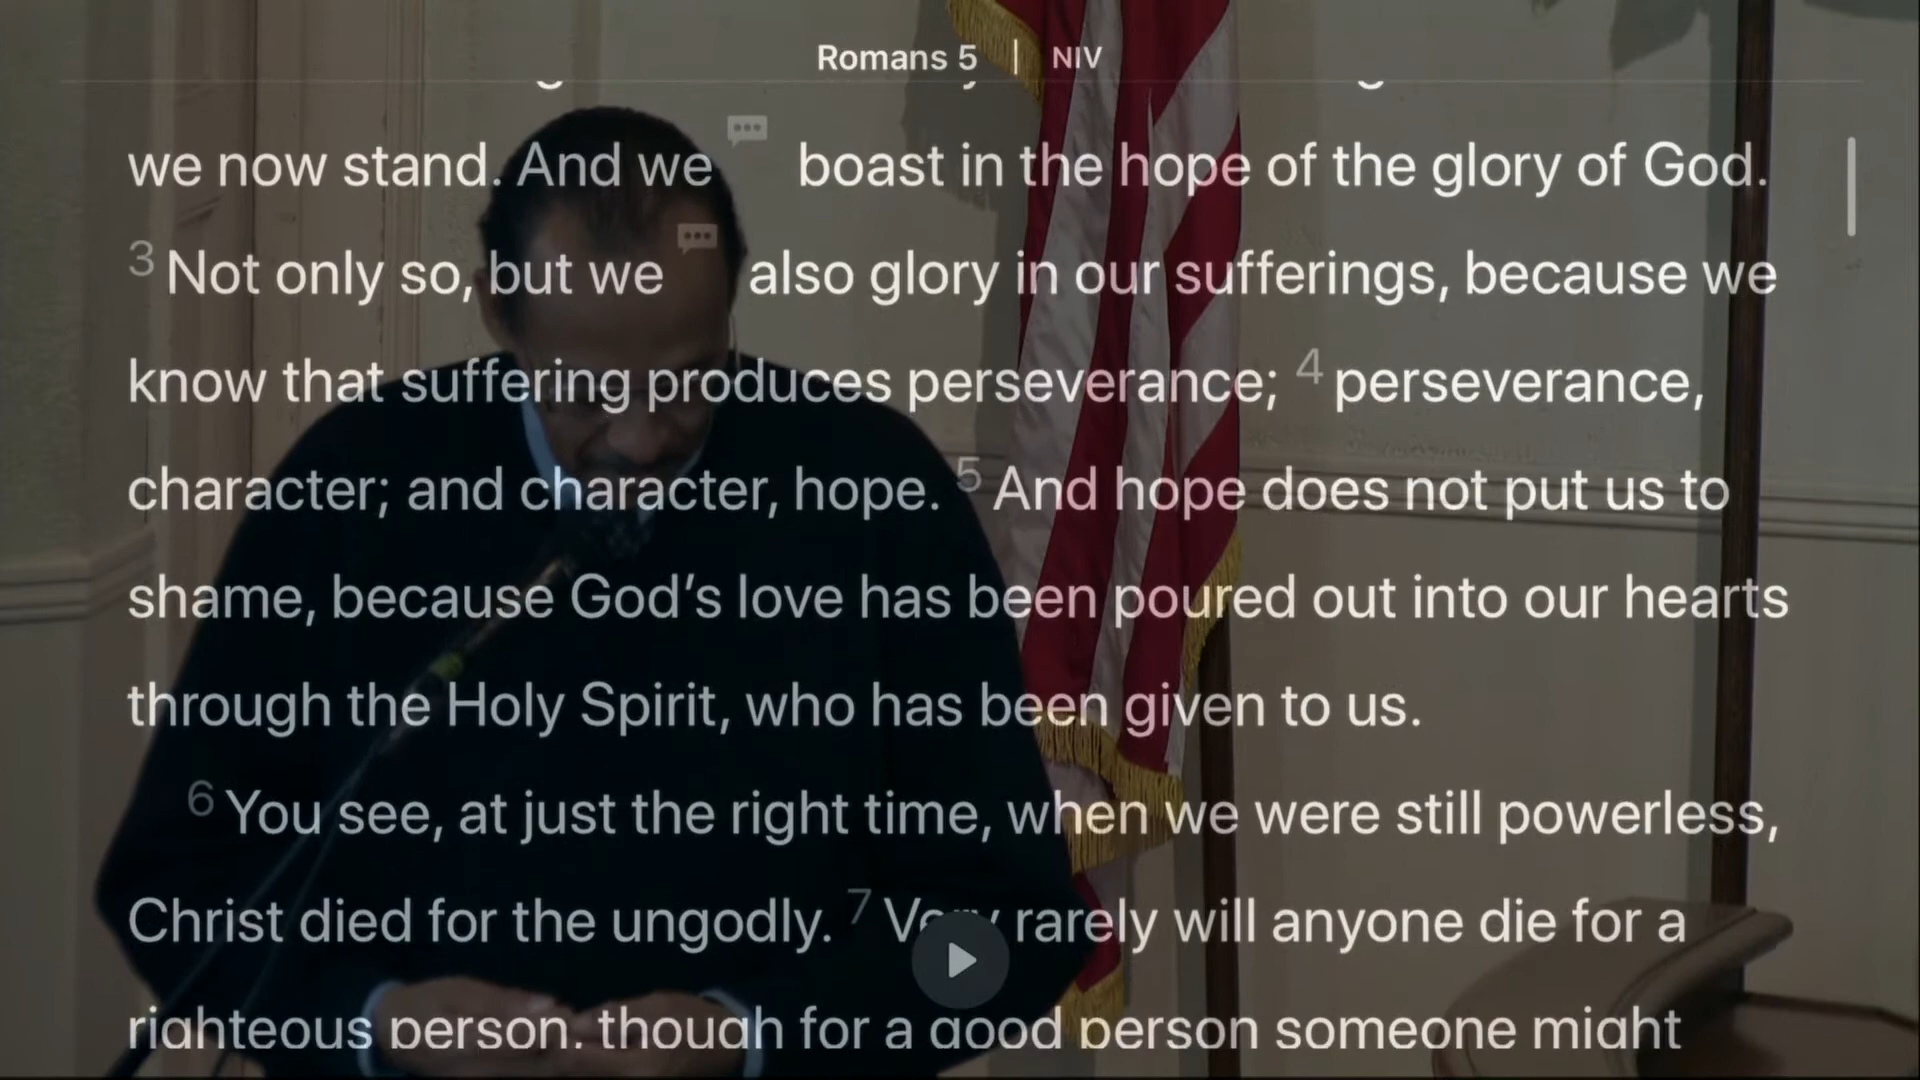 Romans 5 | NIV
we now stand. And we boast in the hope of the glory of God.
3 Not only so, but we also glory in our sufferings, because we
know that suffering produces perseverance; 4 perseverance,
character; and character, hope. 5 And hope does not put us to
shame, because God’s love has been poured out into our hearts
through the Holy Spirit, who has been given to us.
6 You see, at just the right time, when we were still powerless,
Christ died for the ungodly. 7 Very rarely will anyone die for a
righteous person, though for a good person someone might